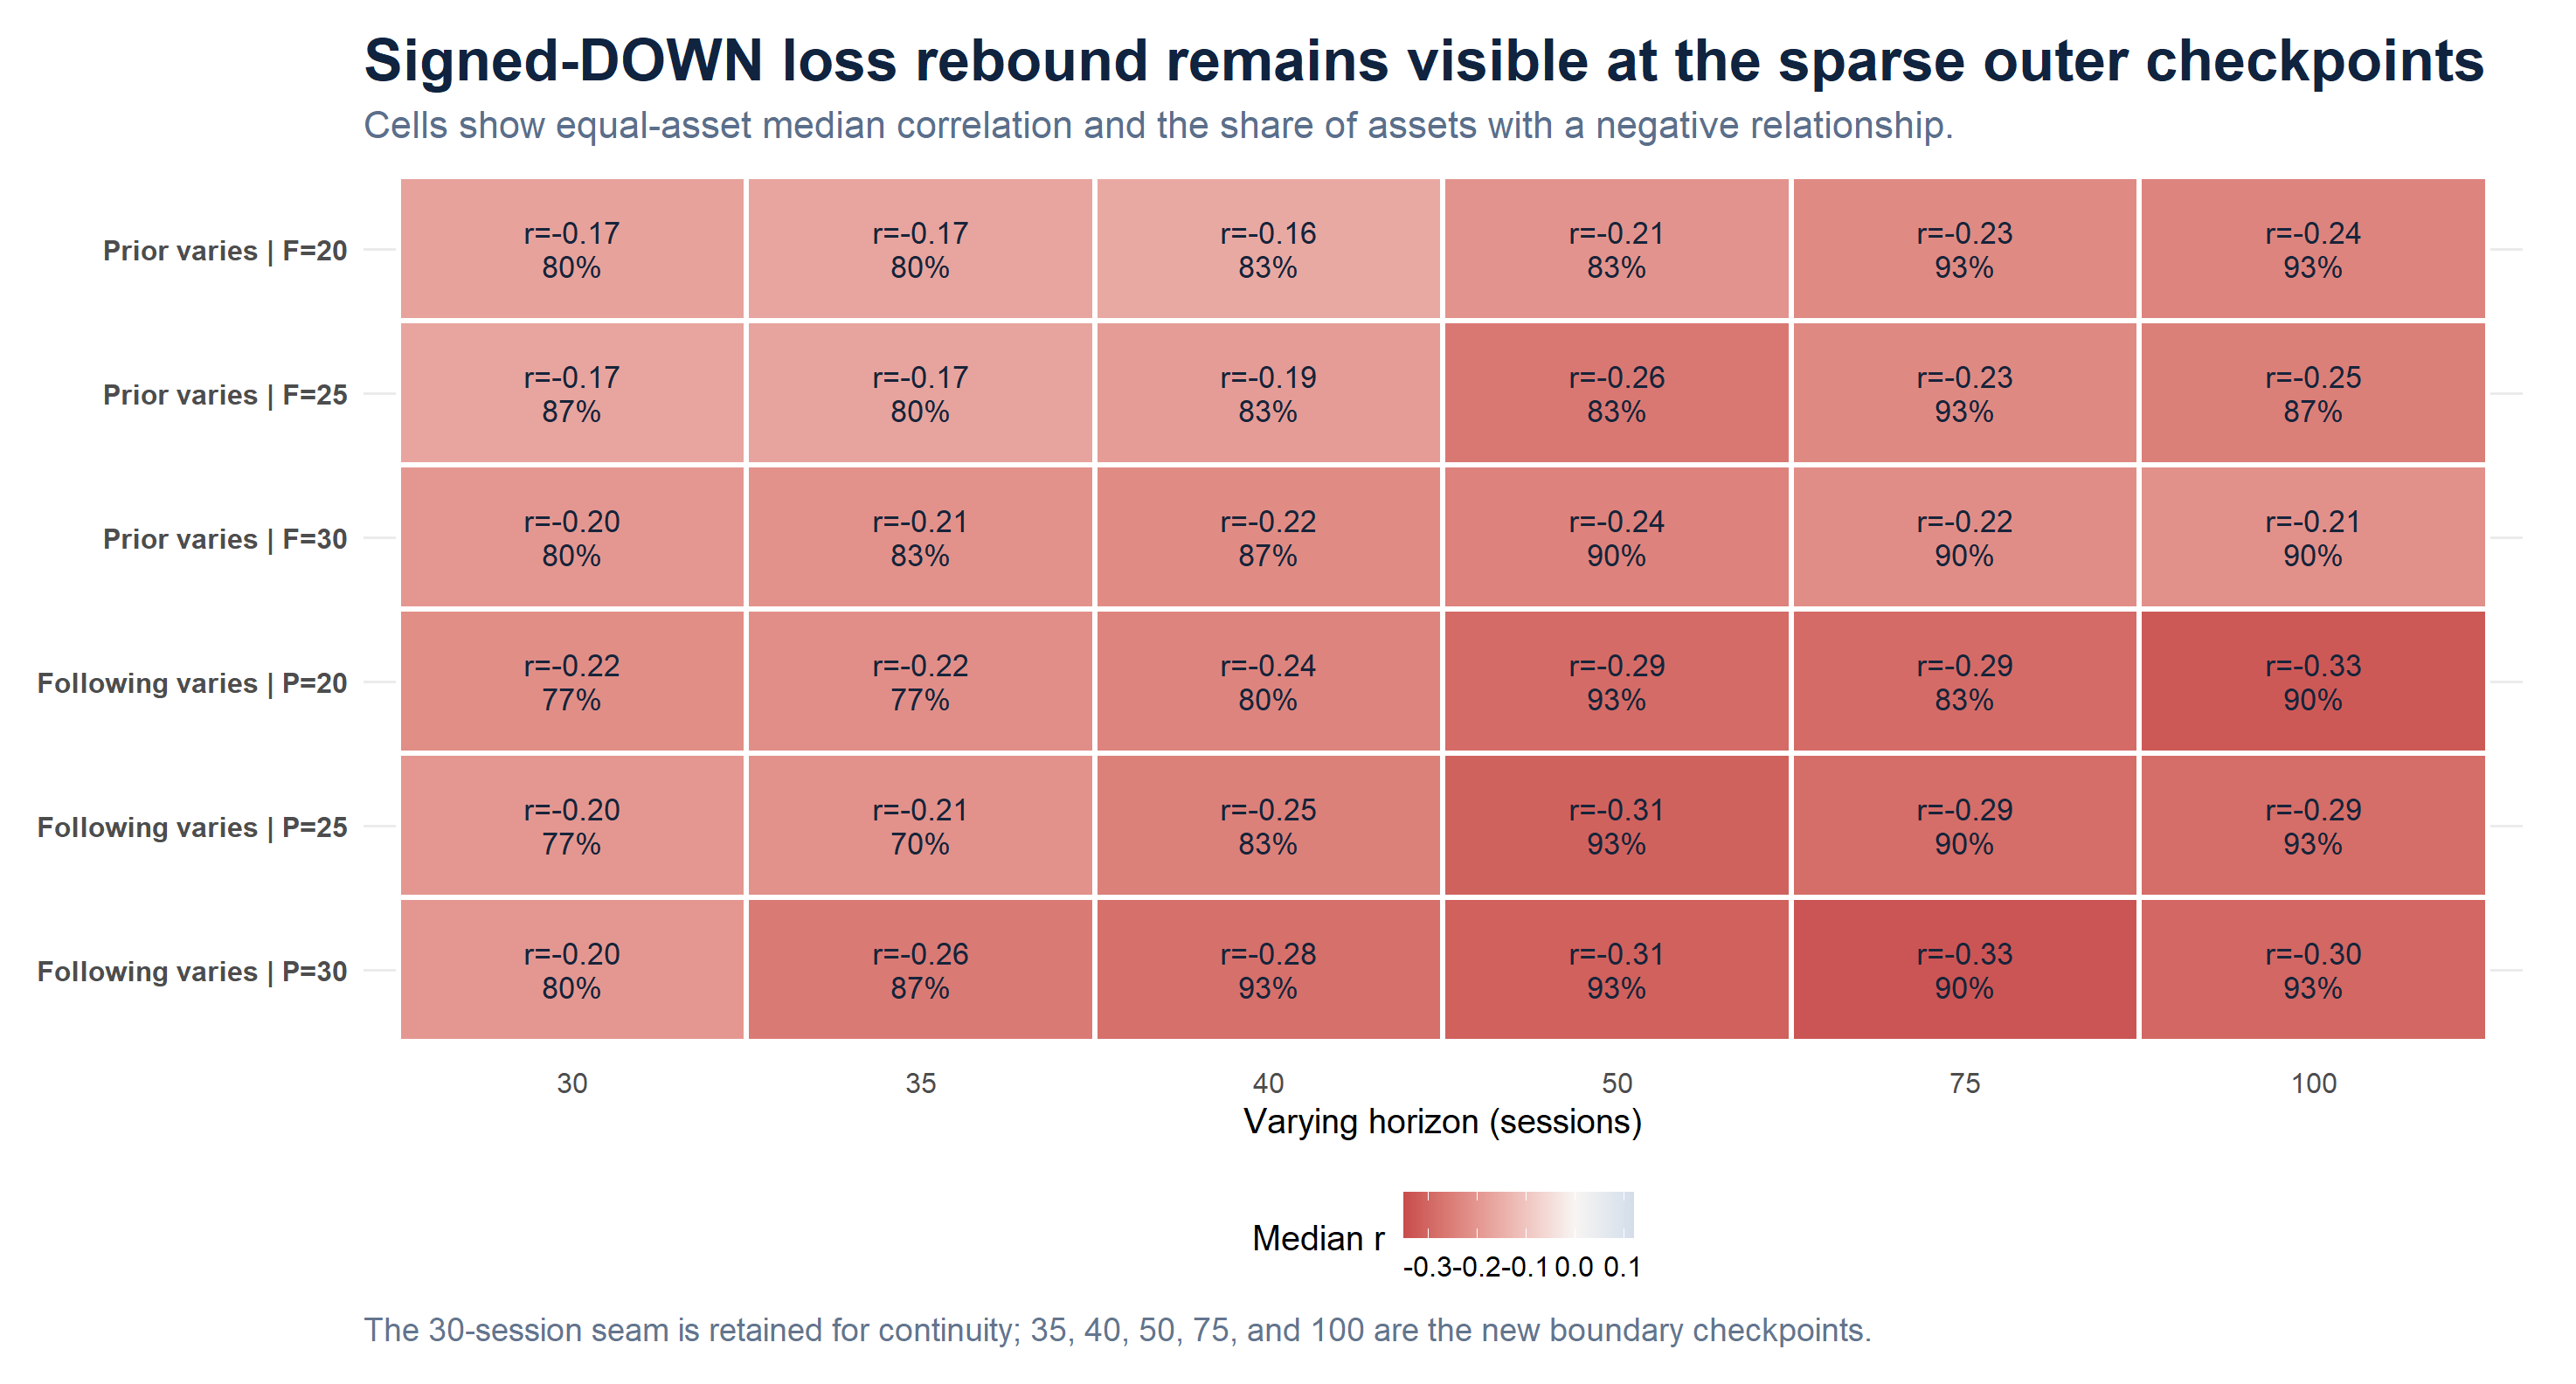 Signed-DOWN loss rebound remains visible at the sparse outer checkpoints
Cells show equal-asset median correlation and the share of assets with a negative relationship.
Prior varies | F=20
r=-0.17
80%
r=-0.17
80%
r=-0.16
83%
r=-0.21
83%
r=-0.23
93%
r=-0.24
93%
Prior varies | F=25
r=-0.17
87%
r=-0.17
80%
r=-0.19
83%
r=-0.26
83%
r=-0.23
93%
r=-0.25
87%
Prior varies | F=30
r=-0.20
80%
r=-0.21
83%
r=-0.22
87%
r=-0.24
90%
r=-0.22
90%
r=-0.21
90%
Following varies | P=20
r=-0.22
77%
r=-0.22
77%
r=-0.24
80%
r=-0.29
93%
r=-0.29
83%
r=-0.33
90%
Following varies | P=25
r=-0.20
77%
r=-0.21
70%
r=-0.25
83%
r=-0.31
93%
r=-0.29
90%
r=-0.29
93%
Following varies | P=30
r=-0.20
80%
r=-0.26
87%
r=-0.28
93%
r=-0.31
93%
r=-0.33
90%
r=-0.30
93%
30 35 40 50 75 100
Varying horizon (sessions)
Median r
-0.3 -0.2 -0.1 0.0 0.1
The 30-session seam is retained for continuity; 35, 40, 50, 75, and 100 are the new boundary checkpoints.